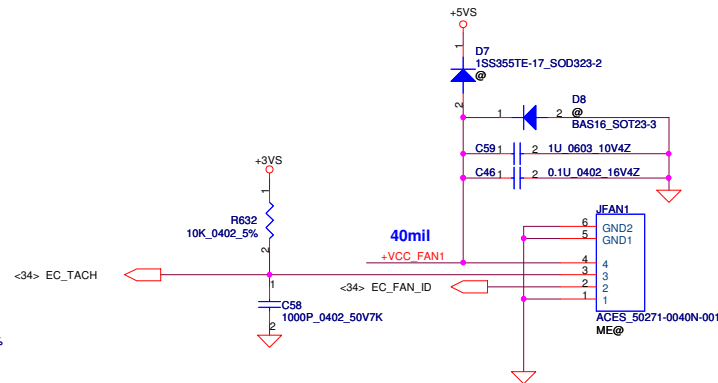 +5VS
1
D7
1SS355TE-17_SOD323-2
@
2
D8
@
1
2
BAS16_SOT23-3
C59 1
2 1U_0603_10V4Z
C46 1
2 0.1U_0402_16V4Z
+3VS
1
R632
10K_0402_5%
2
40mil
+VCC_FAN1
JFAN1
6 GND2
5 GND1
4 4
3 3
2 2
1 1
ACES_50271-0040N-001
ME@
<34> EC_TACH
<34> EC_FAN_ID
1
C58
1000P_0402_50V7K
2
%